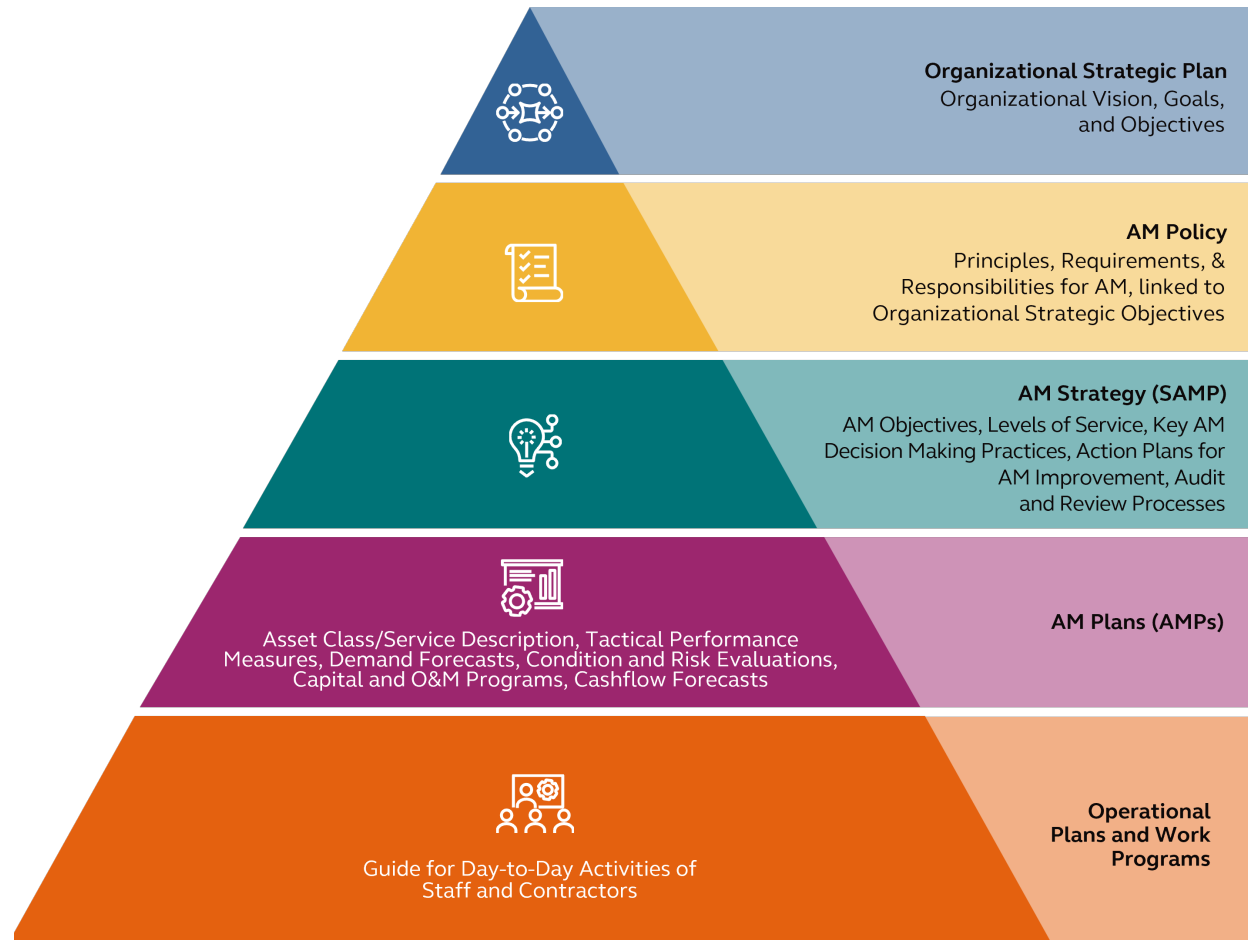 Organizational Strategic Plan
Organizational Vision, Goals,
and Objectives
AM Policy
Principles, Requirements, &
Responsibilities for AM, linked to
Organizational Strategic Objectives
AM Strategy (SAMP)
AM Objectives, Levels of Service, Key AM
Decision Making Practices, Action Plans for
AM Improvement, Audit
and Review Processes
Asset Class/Service Description, Tactical Performance
Measures, Demand Forecasts, Condition and Risk Evaluations,
Capital and O&M Programs, Cashflow Forecasts
AM Plans (AMPs)
Guide for Day-to-Day Activities of
Staff and Contractors
Operational
Plans and Work
Programs